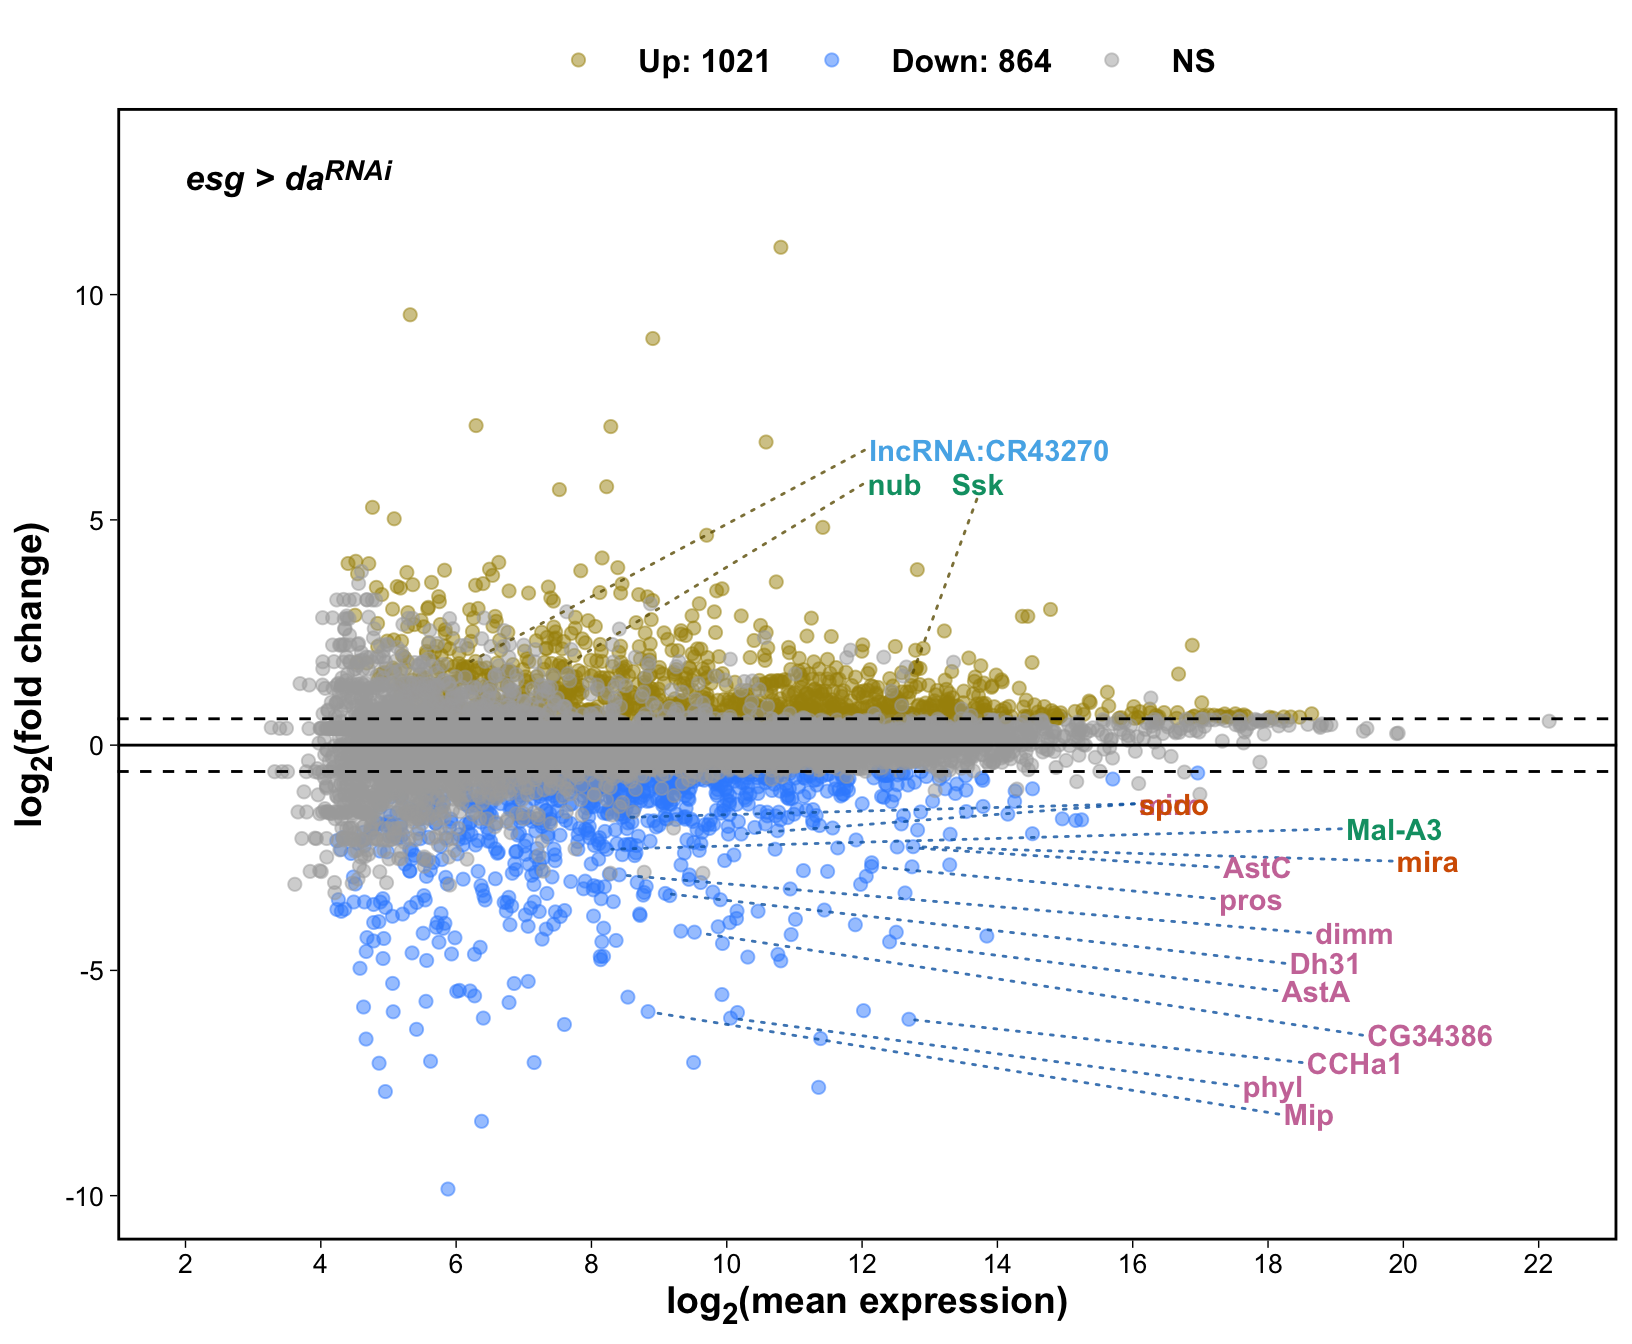 Up: 1021 Down: 864 NS
esg > da^RNAi
log2(fold change)
10
5
0
-5
-10
lncRNA:CR43270
nub Ssk
spdo
Mal-A3
mira
AstC
pros
dimm
Dh31
AstA
CG34386
CCHa1
phyl
Mip
2 4 6 8 10 12 14 16 18 20 22
log2(mean expression)